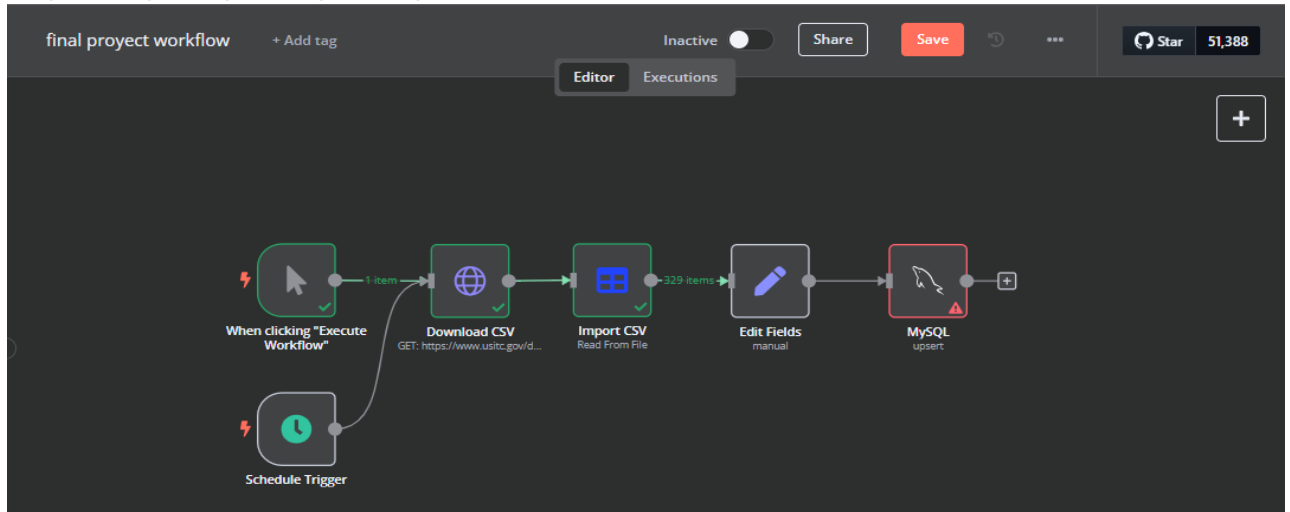 final proyect workflow
+ Add tag
Inactive
Share
Save
Star 51,388
Editor
Executions
1 item
329 items
When clicking "Execute
Workflow"
Download CSV
GET: https://www.usitc.gov/d...
Import CSV
Read From File
Edit Fields
manual
MySQL
upsert
Schedule Trigger